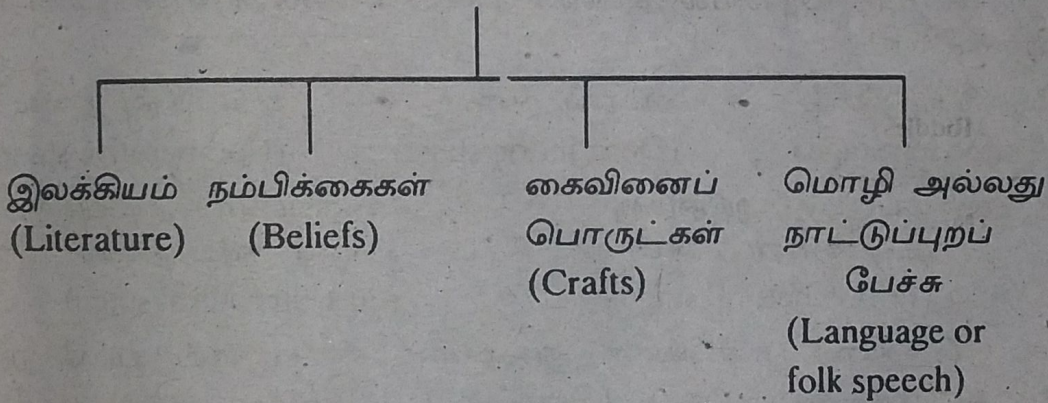 இலக்கியம்
(Literature)
நம்பிக்கைகள்
(Beliefs)
கைவினைப்
பொருட்கள்
(Crafts)
மொழி அல்லது
நாட்டுப்புறப்
பேச்சு
(Language or
folk speech)